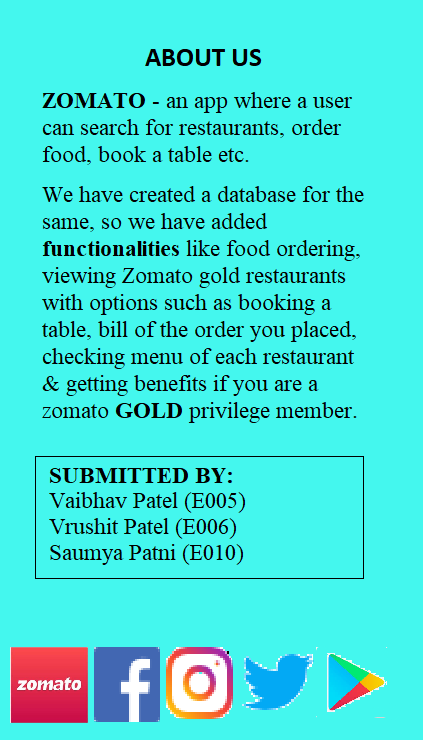 ABOUT US
ZOMATO - an app where a user
can search for restaurants, order
food, book a table etc.
We have created a database for the
same, so we have added
functionalities like food ordering,
viewing Zomato gold restaurants
with options such as booking a
table, bill of the order you placed,
checking menu of each restaurant
& getting benefits if you are a
zomato GOLD privilege member.
SUBMITTED BY:
Vaibhav Patel (E005)
Vrushit Patel (E006)
Saumya Patni (E010)
zomato